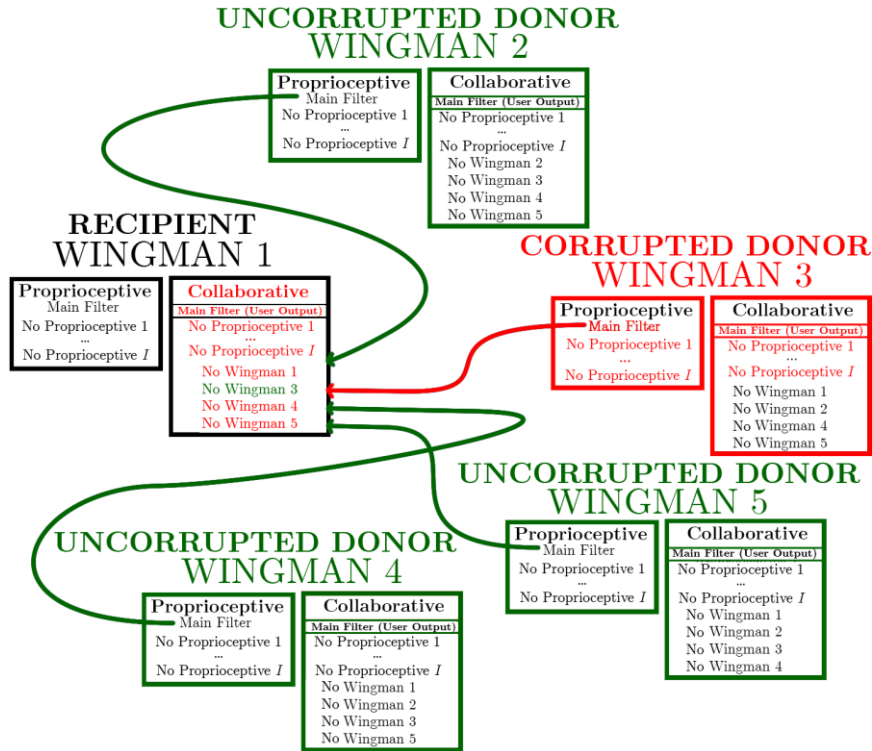 UNCORRUPTED DONOR
WINGMAN 2
Proprioceptive
Main Filter
No Proprioceptive 1
...
No Proprioceptive I
Collaborative
Main Filter (User Output)
No Proprioceptive 1
...
No Proprioceptive I
No Wingman 2
No Wingman 3
No Wingman 4
No Wingman 5
RECIPIENT
WINGMAN 1
Proprioceptive
Main Filter
No Proprioceptive 1
...
No Proprioceptive I
Collaborative
Main Filter (User Output)
No Proprioceptive 1
...
No Proprioceptive I
No Wingman 1
No Wingman 3
No Wingman 4
No Wingman 5
CORRUPTED DONOR
WINGMAN 3
Proprioceptive
Main Filter
No Proprioceptive 1
...
No Proprioceptive I
Collaborative
Main Filter (User Output)
No Proprioceptive 1
...
No Proprioceptive I
No Wingman 1
No Wingman 2
No Wingman 4
No Wingman 5
UNCORRUPTED DONOR
WINGMAN 5
Proprioceptive
Main Filter
No Proprioceptive 1
...
No Proprioceptive I
Collaborative
Main Filter (User Output)
No Proprioceptive 1
...
No Proprioceptive I
No Wingman 1
No Wingman 2
No Wingman 3
No Wingman 4
UNCORRUPTED DONOR
WINGMAN 4
Proprioceptive
Main Filter
No Proprioceptive 1
...
No Proprioceptive I
Collaborative
Main Filter (User Output)
No Proprioceptive 1
...
No Proprioceptive I
No Wingman 1
No Wingman 2
No Wingman 3
No Wingman 5